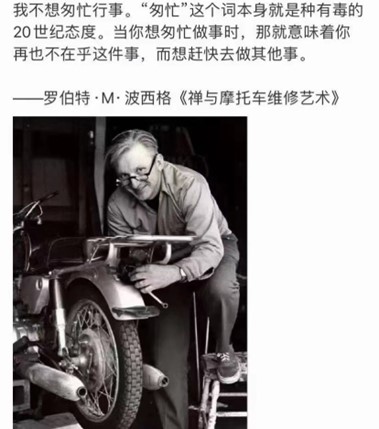 我不想匆忙行事。“匆忙”这个词本身就是种有毒的
20世纪态度。当你想匆忙做事时，那就意味着你
再也不在乎这件事，而想赶快去做其他事。
——罗伯特·M·波西格《禅与摩托车维修艺术》